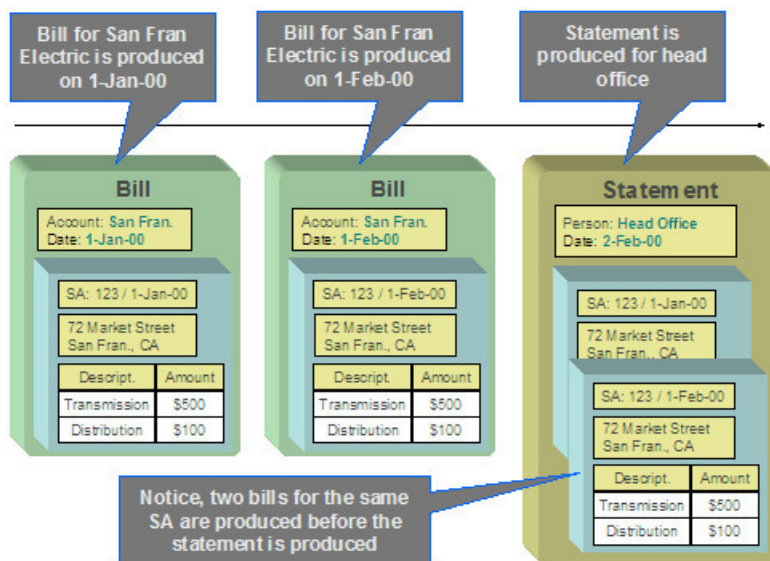 Bill for San Fran
Electric is produced
on 1-Jan-00
Bill for San Fran
Electric is produced
on 1-Feb-00
Statement is
produced for head
office
Bill
Account: San Fran.
Date: 1-Jan-00
SA: 123 / 1-Jan-00
72 Market Street
San Fran., CA
Descript. Amount
Transmission $500
Distribution $100
Bill
Account: San Fran.
Date: 1-Feb-00
SA: 123 / 1-Feb-00
72 Market Street
San Fran., CA
Descript. Amount
Transmission $500
Distribution $100
Statement
Person: Head Office
Date: 2-Feb-00
SA: 123 / 1-Jan-00
72 Market Street
San Fran., CA
SA: 123 / 1-Feb-00
72 Market Street
San Fran., CA
Descript. Amount
Transmission $500
Distribution $100
Notice, two bills for the same
SA are produced before the
statement is produced